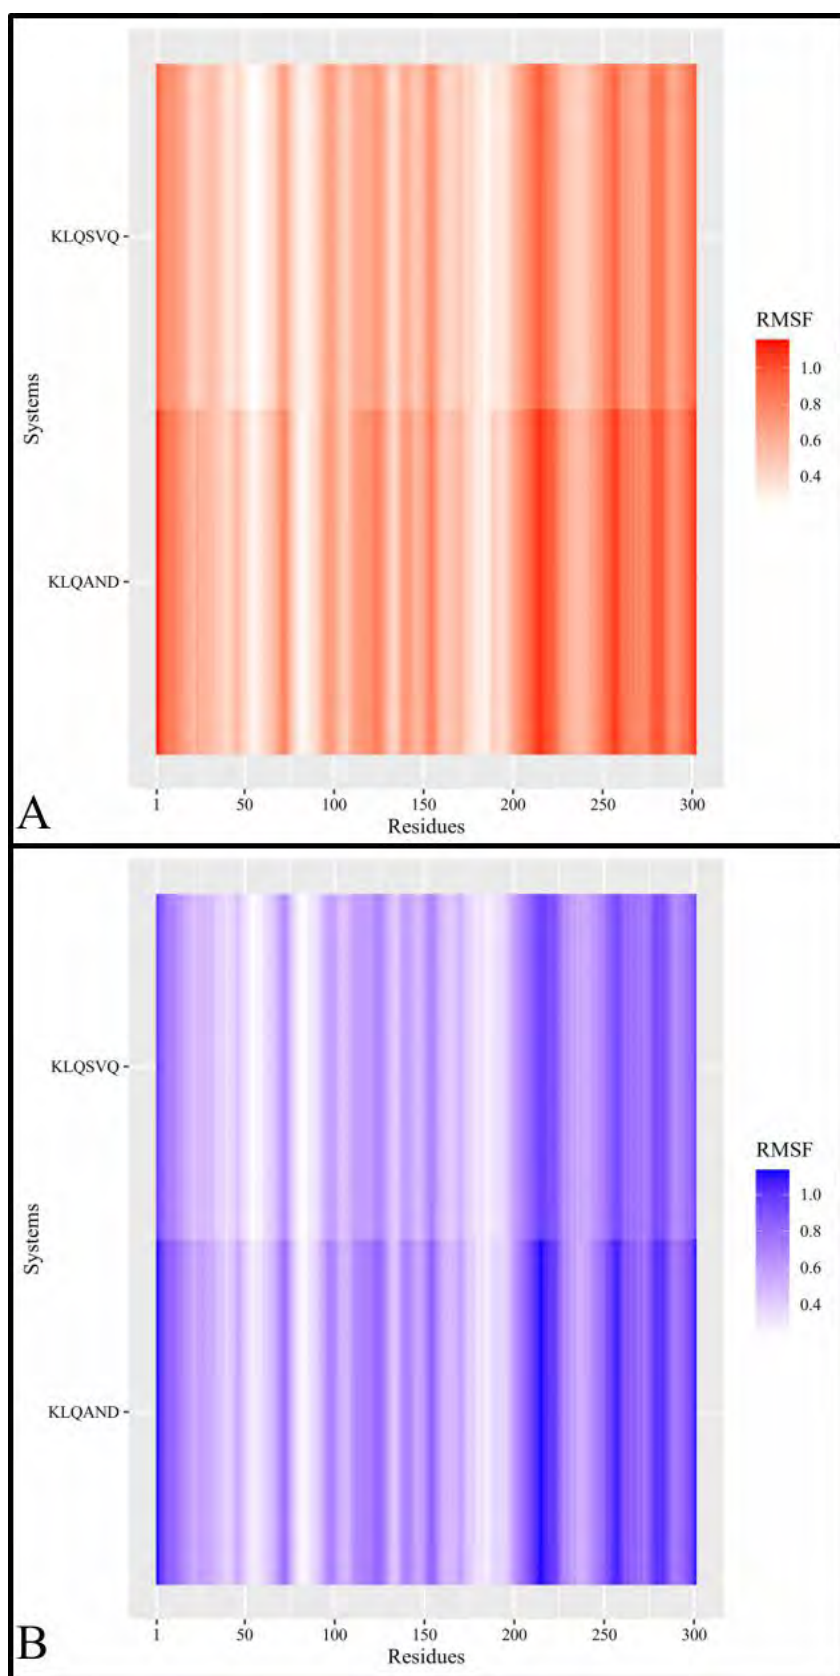 KLQSVQ
KLQAND
Systems
1 50 100 150 200 250 300
Residues
RMSF
1.0
0.8
0.6
0.4
A
KLQSVQ
KLQAND
Systems
1 50 100 150 200 250 300
Residues
RMSF
1.0
0.8
0.6
0.4
B